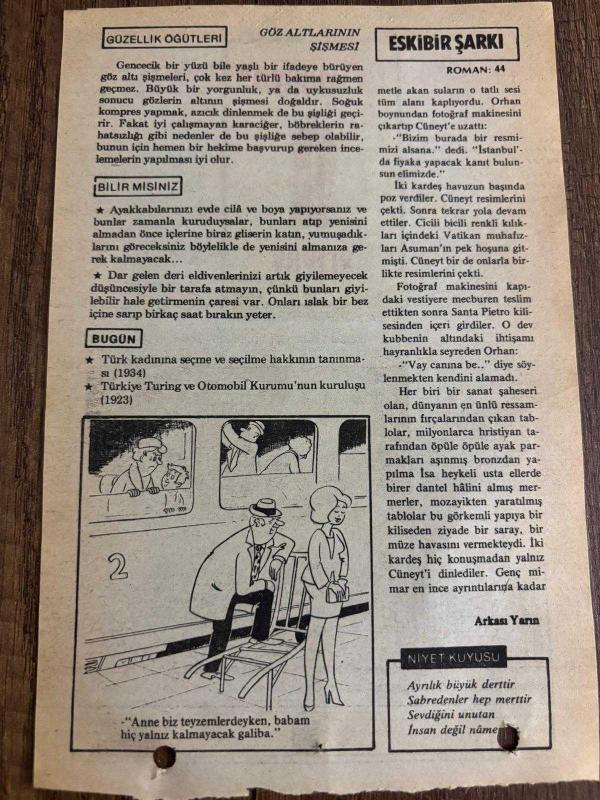 GÜZELLİK ÖĞÜTLERİ
GÖZ ALTLARININ
ŞİŞMESİ
Gencecik bir yüzü bile yaşlı bir ifadeye bürüyen
göz altı şişmeleri, çok kez her türlü bakıma rağmen
geçmez. Büyük bir yorgunluk, ya da uykusuzluk
sonucu gözlerin altının şişmesi doğaldır. Soğuk
kompres yapmak, azıcık dinlenmek de bu şişliği geçi-
rir. Fakat iyi çalışmayan karaciğer, böbreklerin ra-
hatsızlığı gibi nedenler de bu şişliğe sebep olabilir,
bunun için hemen bir hekime başvurup gereken ince-
lemelerin yapılması iyi olur.
BİLİR MİSİNİZ
★ Ayakkabılarınızı evde cilâ ve boya yapıyorsanız ve
bunlar zamanla kuruduysalar, bunları atıp yenisini
almadan önce içlerine biraz gliserin katın, yumuşadık-
larını göreceksiniz böylelikle de yenisini almanıza ge-
rek kalmayacak...
★ Dar gelen deri eldivenlerinizi artık giyilemeyecek
düşüncesiyle bir tarafa atmayın, çünkü bunları giyi-
lebilir hale getirmenin çaresi var. Onları ıslak bir bez
içine sarıp birkaç saat bırakın yeter.
BUGÜN
★ Türk kadınına seçme ve seçilme hakkının tanınma-
sı (1934)
★ Türkiye Turing ve Otomobil Kurumu'nun kuruluşu
(1923)
2
-"Anne biz teyzemlerdeyken, babam
hiç yalnız kalmayacak galiba."
ESKİ BİR ŞARKI
ROMAN: 44
metle akan suların o tatlı sesi
tüm alanı kaplıyordu. Orhan
boynundan fotoğraf makinesini
çıkartıp Cüneyt'e uzattı:
-"Bizim burada bir resmi-
mizi alsana." dedi. "İstanbul'-
da fiyaka yapacak kanıt bulun-
sun elimizde."
İki kardeş havuzun başında
poz verdiler. Cüneyt resimlerini
çekti. Sonra tekrar yola devam
ettiler. Cicili bicili renkli kılık-
ları içindeki Vatikan muhafız-
ları Asuman'ın pek hoşuna git-
mişti. Cüneyt bir de onlarla bir-
likte resimlerini çekti.
Fotoğraf makinesini kapı-
daki vestiyere mecburen teslim
ettikten sonra Santa Pietro kili-
sesinden içeri girdiler. O dev
kubbenin altındaki ihtişamı
hayranlıkla seyreden Orhan:
-"Vay canına be.." diye söy-
lenmekten kendini alamadı.
Her biri bir sanat şaheseri
olan, dünyanın en ünlü ressam-
larının fırçalarından çıkan tab-
lolar, milyonlarca hristiyan ta-
rafından öpüle öpüle ayak par-
makları aşınmış bronzdan ya-
pılma İsa heykeli usta ellerde
birer dantel hâlini almış mer-
merler, mozayikten yaratılmış
tablolar bu görkemli yapıya bir
kiliseden ziyade bir saray, bir
müze havasını vermekteydi. İki
kardeş hiç konuşmadan yalnız
Cüneyt'i dinlediler. Genç mi-
mar en ince ayrıntılarına kadar
Arkası Yarın
NİYET KUYUSU
Ayrılık büyük derttir
Sabredenler hep merttir
Sevdiğini unutan
İnsan değil